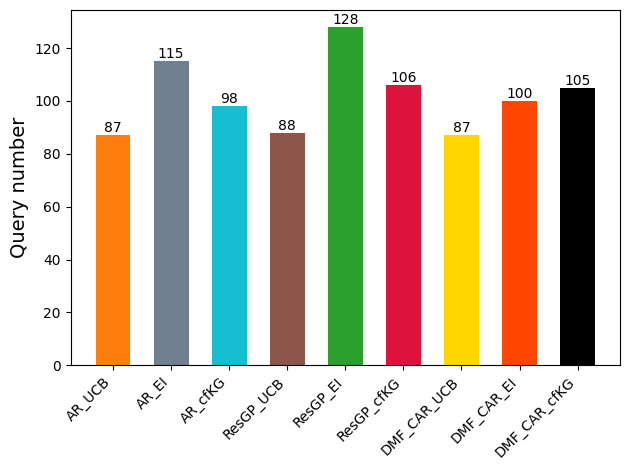 Query number
120
100
80
60
40
20
0
87
115
98
88
128
106
87
100
105
AR_UCB
AR_EI
AR_cfKG
ResGP_UCB
ResGP_EI
ResGP_cfKG
DMF_CAR_UCB
DMF_CAR_EI
DMF_CAR_cfKG